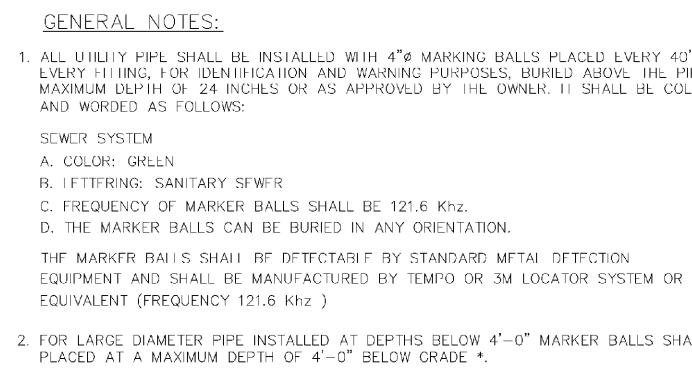 GENERAL NOTES:
1. ALL UTILITY PIPE SHALL BE INSTALLED WITH 4"ø MARKING BALLS PLACED EVERY 40'
EVERY FITTING, FOR IDENTIFICATION AND WARNING PURPOSES, BURIED ABOVE THE
MAXIMUM DEPTH OF 24 INCHES OR AS APPROVED BY THE OWNER. IT SHALL BE COL
AND WORDED AS FOLLOWS:
SEWER SYSTEM
A. COLOR: GREEN
B. LETTERING: SANITARY SEWER
C. FREQUENCY OF MARKER BALLS SHALL BE 121.6 Khz.
D. THE MARKER BALLS CAN BE BURIED IN ANY ORIENTATION.
THE MARKER BALLS SHALL BE DETECTABLE BY STANDARD METAL DETECTION
EQUIPMENT AND SHALL BE MANUFACTURED BY TEMPO OR 3M LOCATOR SYSTEM OR
EQUIVALENT (FREQUENCY 121.6 Khz )
2. FOR LARGE DIAMETER PIPE INSTALLED AT DEPTHS BELOW 4'-0" MARKER BALLS SHA
PLACED AT A MAXIMUM DEPTH OF 4'-0" BELOW GRADE *.